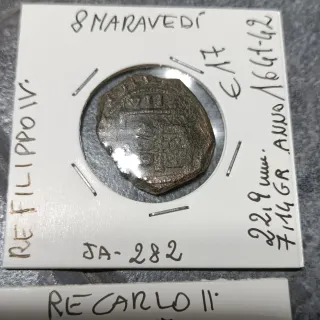 8 MARAVEDÍ
€ 17
RE FILIPPO IV.
22,9 mm.
7,14 GR ANNO 1641-42
JA-282
RE CARLO II.